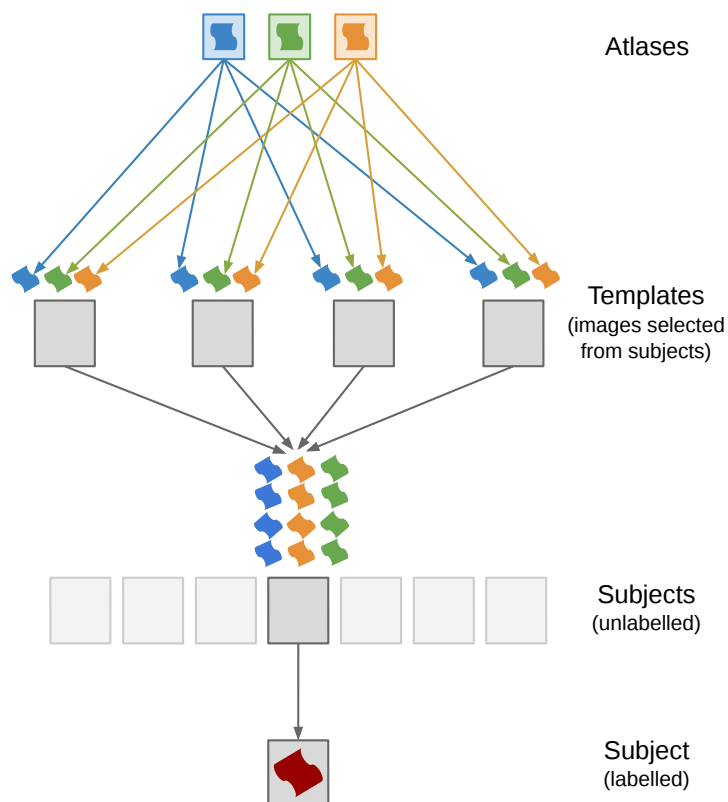 Atlases
Templates
(images selected
from subjects)
Subjects
(unlabelled)
Subject
(labelled)